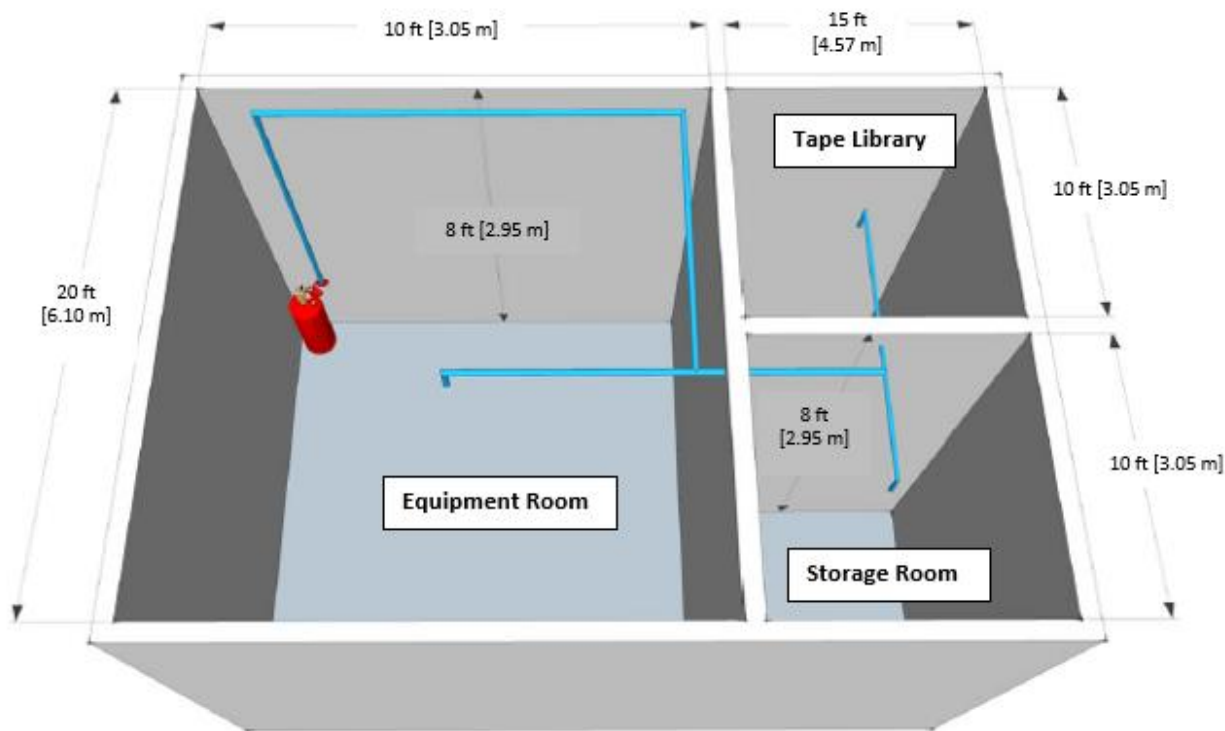 10 ft [3.05 m]
15 ft
[4.57 m]
Tape Library
10 ft [3.05 m]
8 ft [2.95 m]
20 ft
[6.10 m]
8 ft
[2.95 m]
10 ft [3.05 m]
Equipment Room
Storage Room